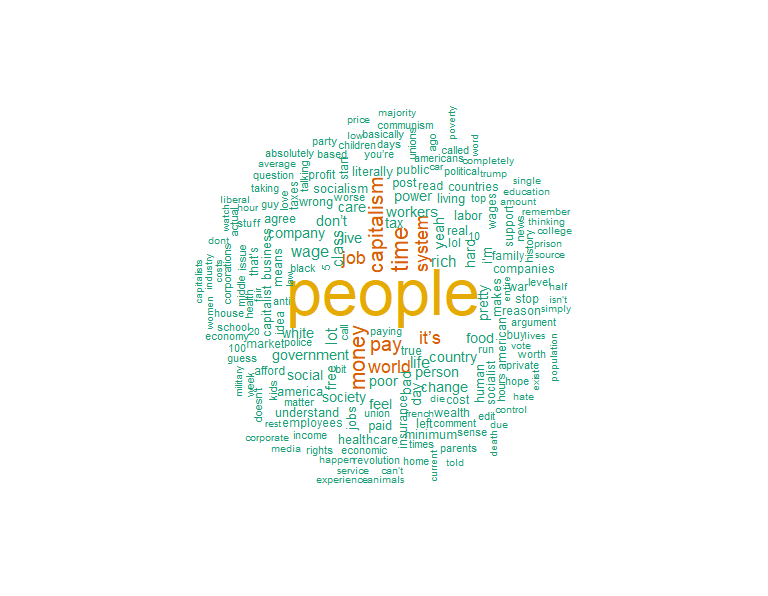 majority
price
communism
poverty
low
basically
unions
ago
word
party
children
days
absolutely
based
you're
called
americans
completely
average
start
literally
car
political
trump
question
talking
profit
public
single
taking
love
taxes
socialism
post
read
countries
education
liberal
hour
guy
wrong
worse
care
capitalism
power
living
top
wages
amount
watch
actual
stuff
agree
don't
workers
labor
support
remember
thinking
news
college
dont
company
live
tax
time
yeah
real
lol
10
hard
i'm
family
history
prison
source
capitalists
industry
costs
corporations
middle
issue
that's
business
means
wage
class
job
system
rich
companies
health
fair
capitalist
law
black
5
people
pretty
makes
war
entire
level
half
women
house
anti
idea
stop
reason
isn't
simply
school
economy
20
white
police
lot
call
money
paying
pay
it's
food
american
argument
buy
lives
vote
100
guess
market
government
true
world
life
country
run
hours
worth
population
military
week
afford
social
free
bit
poor
bad
day
person
change
human
socialist
private
hope
exist
doesnt
kids
america
matter
society
feel
die
cost
hate
rest
understand
union
french
wealth
edit
control
employees
jobs
paid
insurance
left
comment
due
corporate
income
healthcare
minimum
sense
death
media
rights
economic
times
parents
happen
revolution
home
current
told
service
can't
experience
animals